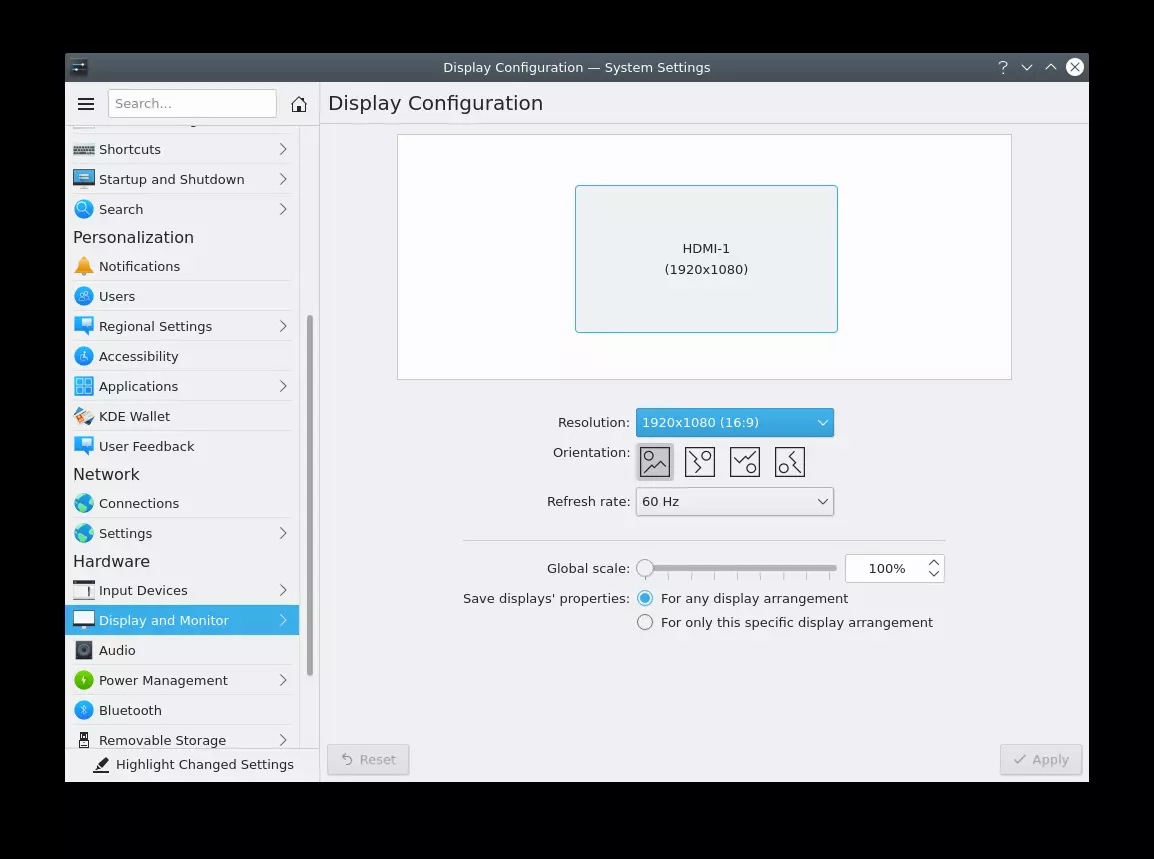 Display Configuration — System Settings
Search...
Display Configuration
Shortcuts
Startup and Shutdown
Search
Personalization
Notifications
Users
Regional Settings
Accessibility
Applications
KDE Wallet
User Feedback
Network
Connections
Settings
Hardware
Input Devices
Display and Monitor
Audio
Power Management
Bluetooth
Removable Storage
Highlight Changed Settings
HDMI-1
(1920x1080)
Resolution: 1920x1080 (16:9)
Orientation:
Refresh rate: 60 Hz
Global scale: 100%
Save displays' properties: For any display arrangement
For only this specific display arrangement
Reset
Apply